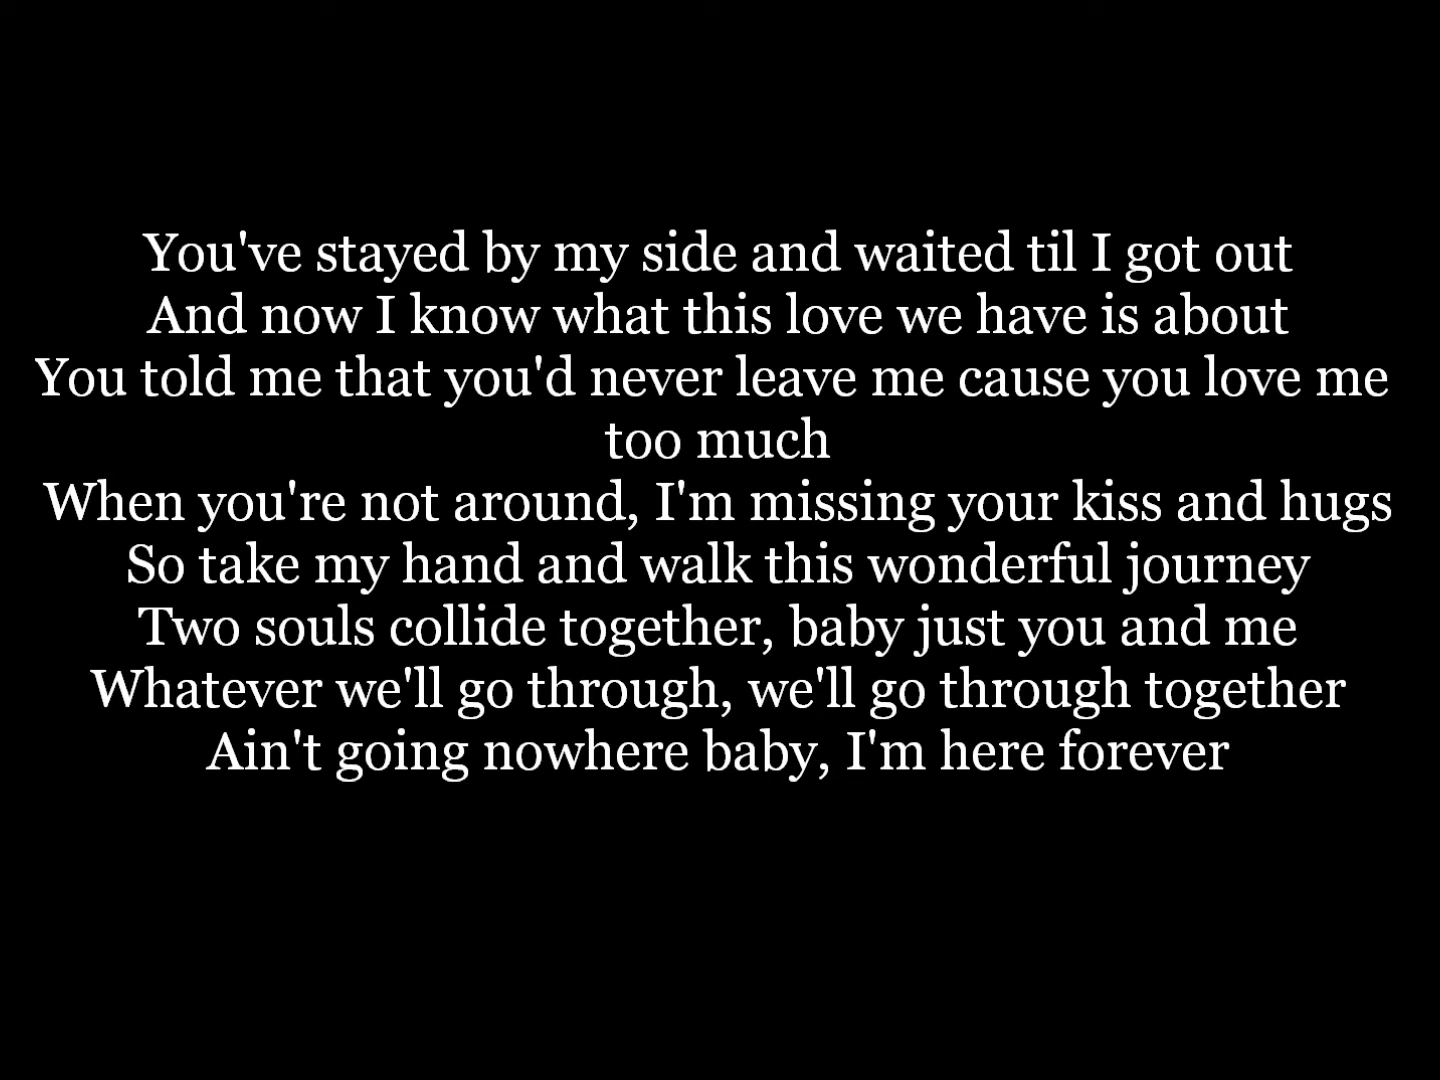 You've stayed by my side and waited til I got out
And now I know what this love we have is about
You told me that you'd never leave me cause you love me
too much
When you're not around, I'm missing your kiss and hugs
So take my hand and walk this wonderful journey
Two souls collide together, baby just you and me
Whatever we'll go through, we'll go through together
Ain't going nowhere baby, I'm here forever